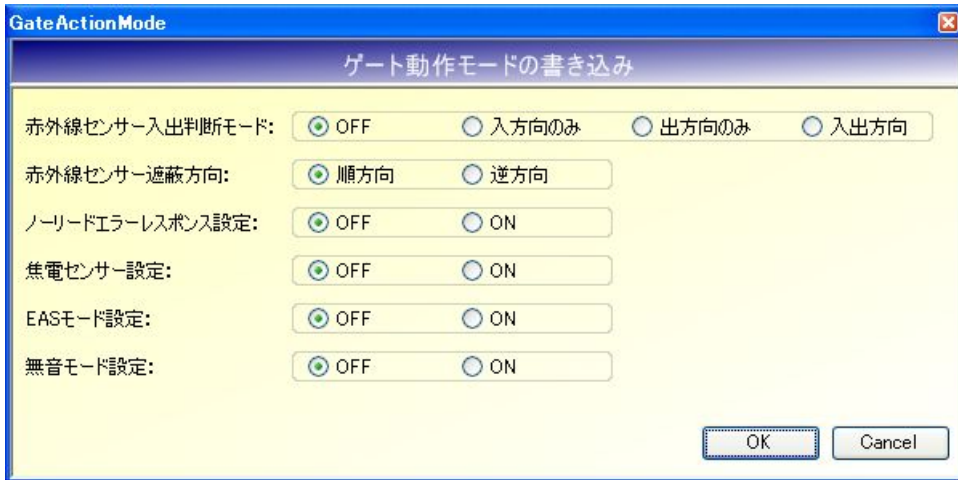 GateActionMode
ゲート動作モードの書き込み
赤外線センサー入出判断モード: OFF 入方向のみ 出方向のみ 入出方向
赤外線センサー遮蔽方向: 順方向 逆方向
ノーリードエラーレスポンス設定: OFF ON
焦電センサー設定: OFF ON
EASモード設定: OFF ON
無音モード設定: OFF ON
OK Cancel